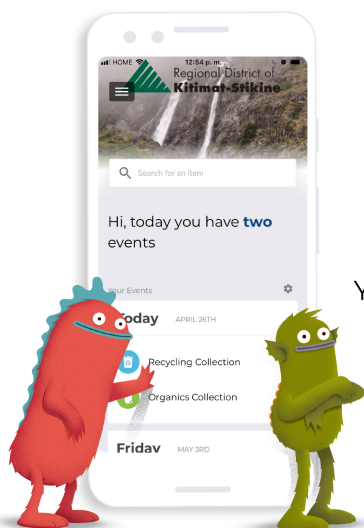 HOME 12:54 p. m.
Regional District of
Kitimat-Stikine
Search for an item
Hi, today you have two
events
Your Events
Today APRIL 26TH
Recycling Collection
Organics Collection
Friday MAY 3RD
Y